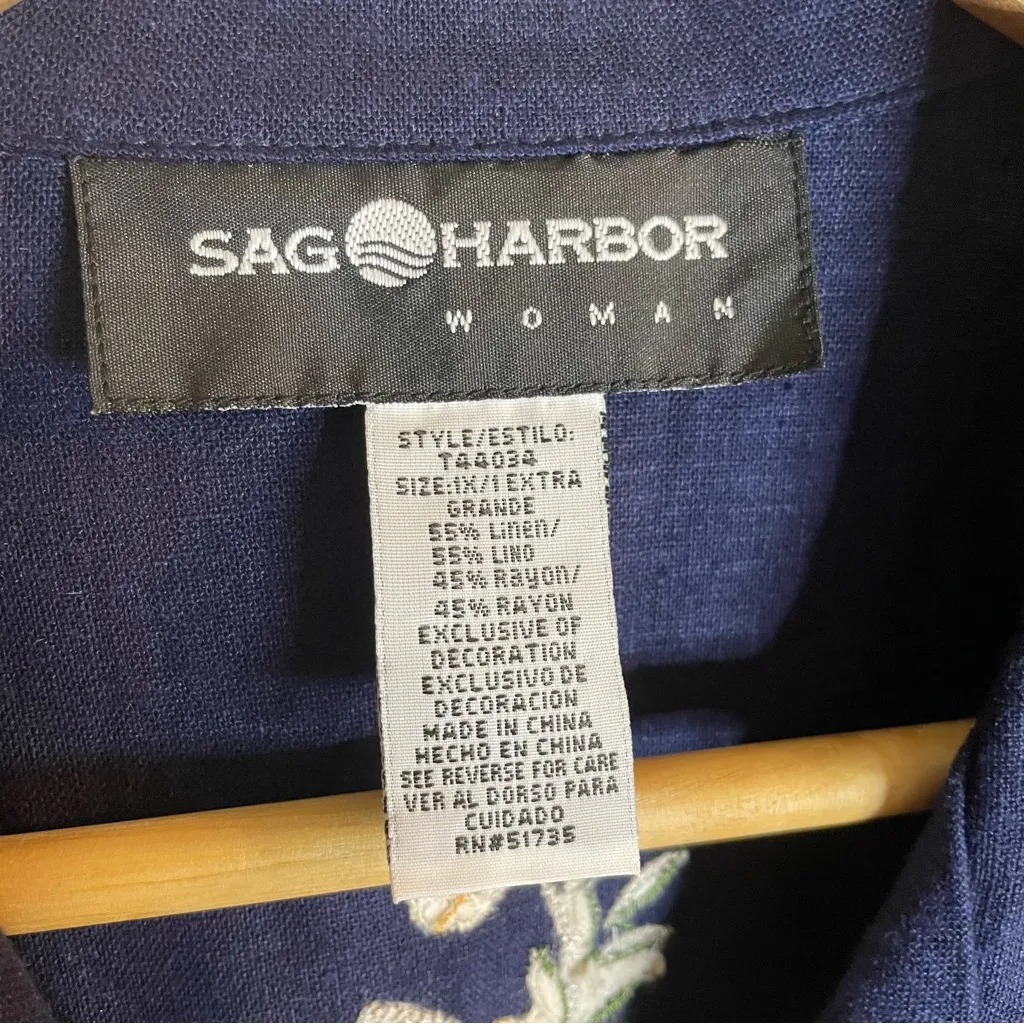 SAG HARBOR
WOMAN
STYLE/ESTILO:
T44034
SIZE:1X/1 EXTRA
GRANDE
55% Linen/
55% LINO
45% Rayon/
45% RAYON
EXCLUSIVE OF
DECORATION
EXCLUSIVO DE
DECORACION
MADE IN CHINA
HECHO EN CHINA
SEE REVERSE FOR CARE
VER AL DORSO PARA
CUIDADO
RN#51735